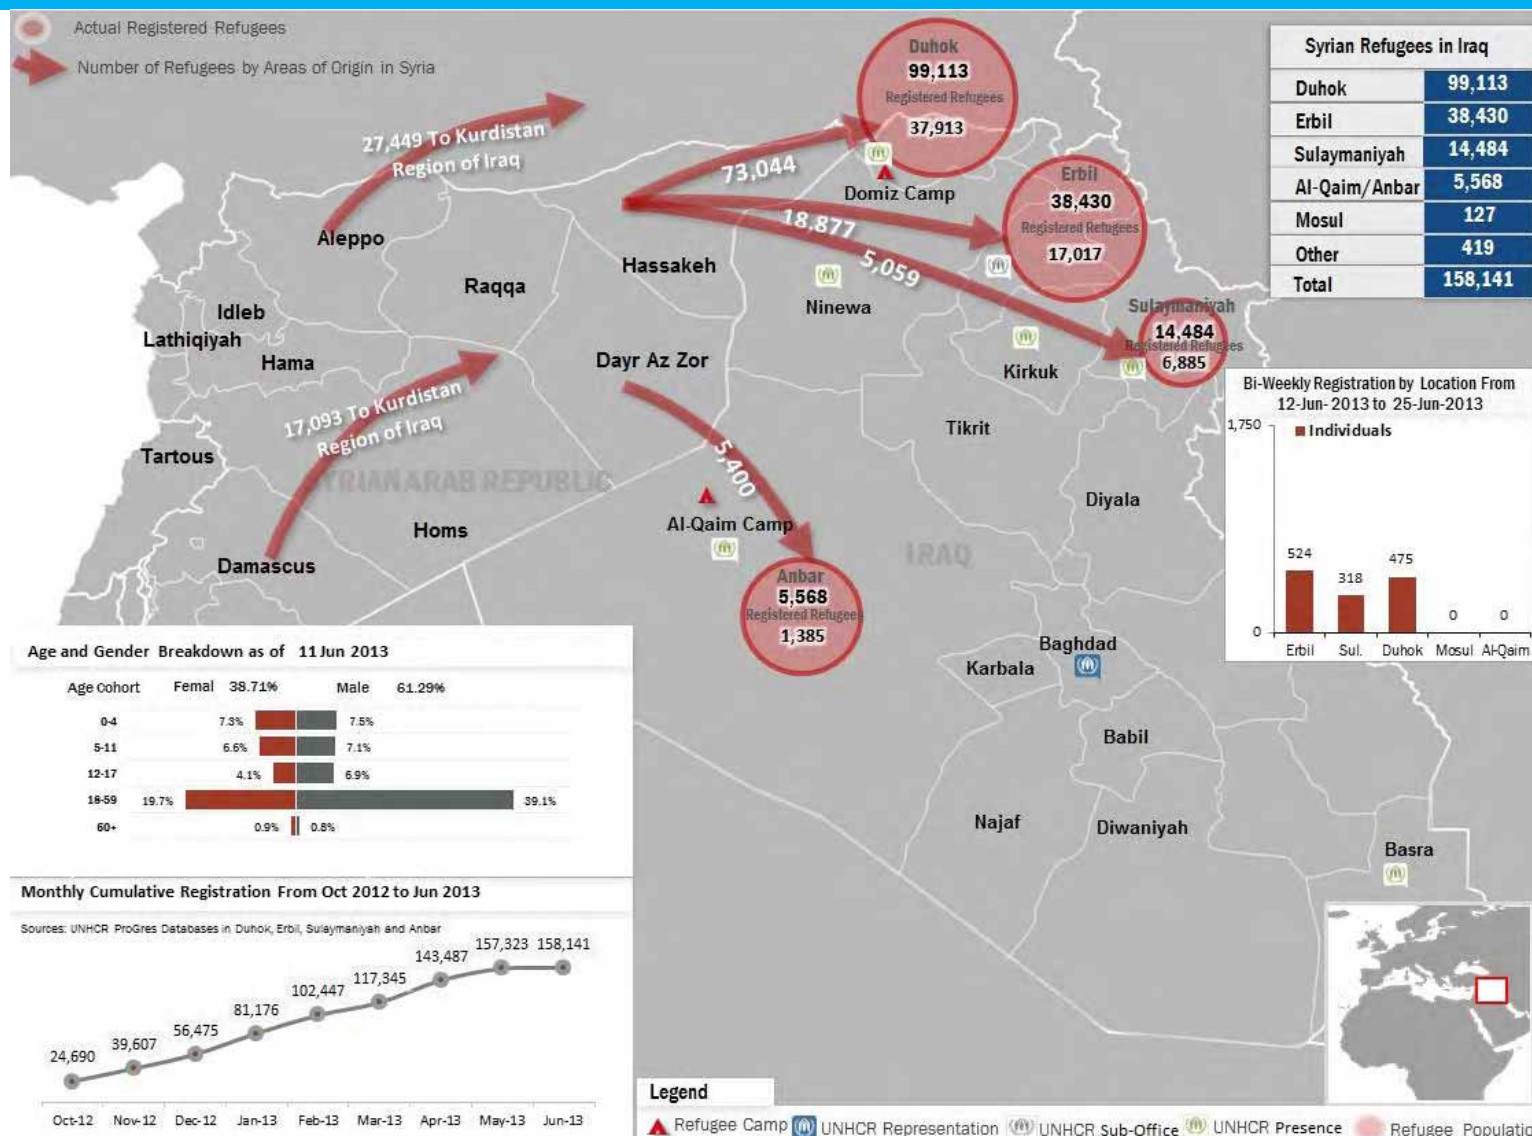 Actual Registered Refugees
Number of Refugees by Areas of Origin in Syria
27,449 To Kurdistan
Region of Iraq
Aleppo
Raqqa
Hassakeh
Idleb
Lathiqiyah
Hama
Dayr Az Zor
17,093 To Kurdistan
Region of Iraq
Tartous
SYRIAN ARAB REPUBLIC
Homs
Damascus
73,044
18,877
5,059
5,400
Duhok
99,113
Registered Refugees
37,913
Domiz Camp
Erbil
38,430
Registered Refugees
17,017
Sulaymaniyah
14,484
Registered Refugees
6,885
Ninewa
Kirkuk
Tikrit
Diyala
Al-Qaim Camp
IRAQ
Anbar
5,568
Registered Refugee
1,385
Baghdad
Karbala
Babil
Najaf
Diwaniyah
Basra
Syrian Refugees in Iraq
Duhok 99,113
Erbil 38,430
Sulaymaniyah 14,484
Al-Qaim/Anbar 5,568
Mosul 127
Other 419
Total 158,141
Bi-Weekly Registration by Location From
12-Jun- 2013 to 25-Jun-2013
1,750
Individuals
524 318 475 0 0
0
Erbil Sul. Duhok Mosul Al-Qaim
Age and Gender Breakdown as of 11 Jun 2013
Age Cohort Femal 38.71% Male 61.29%
0-4 7.3% 7.5%
5-11 6.6% 7.1%
12-17 4.1% 6.9%
18-59 19.7% 39.1%
60+ 0.9% 0.8%
Monthly Cumulative Registration From Oct 2012 to Jun 2013
Sources: UNHCR ProGres Databases in Duhok, Erbil, Sulaymaniyah and Anbar
24,690 39,607 56,475 81,176 102,447 117,345 143,487 157,323 158,141
Oct-12 Nov-12 Dec-12 Jan-13 Feb-13 Mar-13 Apr-13 May-13 Jun-13
Legend
Refugee Camp UNHCR Representation UNHCR Sub-Office UNHCR Presence Refugee Populatio